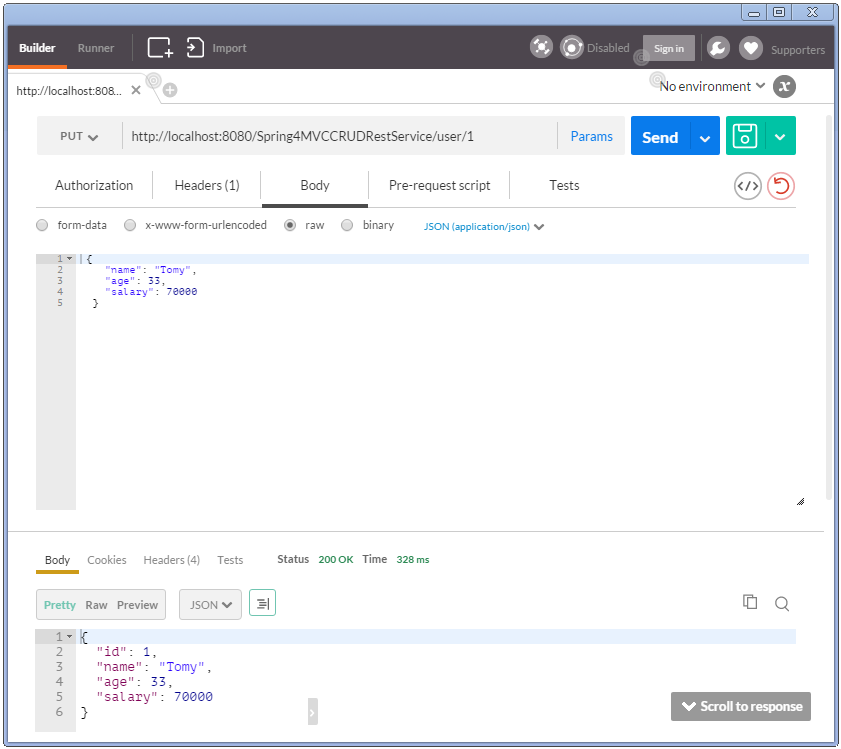 Builder Runner Import Disabled Sign in Supporters
http://localhost:808... No environment
PUT http://localhost:8080/Spring4MVCCRUDRestService/user/1 Params Send
Authorization Headers (1) Body Pre-request script Tests
form-data x-www-form-urlencoded raw binary JSON (application/json)
1 {
2 "name": "Tomy",
3 "age": 33,
4 "salary": 70000
5 }
Body Cookies Headers (4) Tests Status 200 OK Time 328 ms
Pretty Raw Preview JSON
1 {
2 "id": 1,
3 "name": "Tomy",
4 "age": 33,
5 "salary": 70000
6 }
Scroll to response